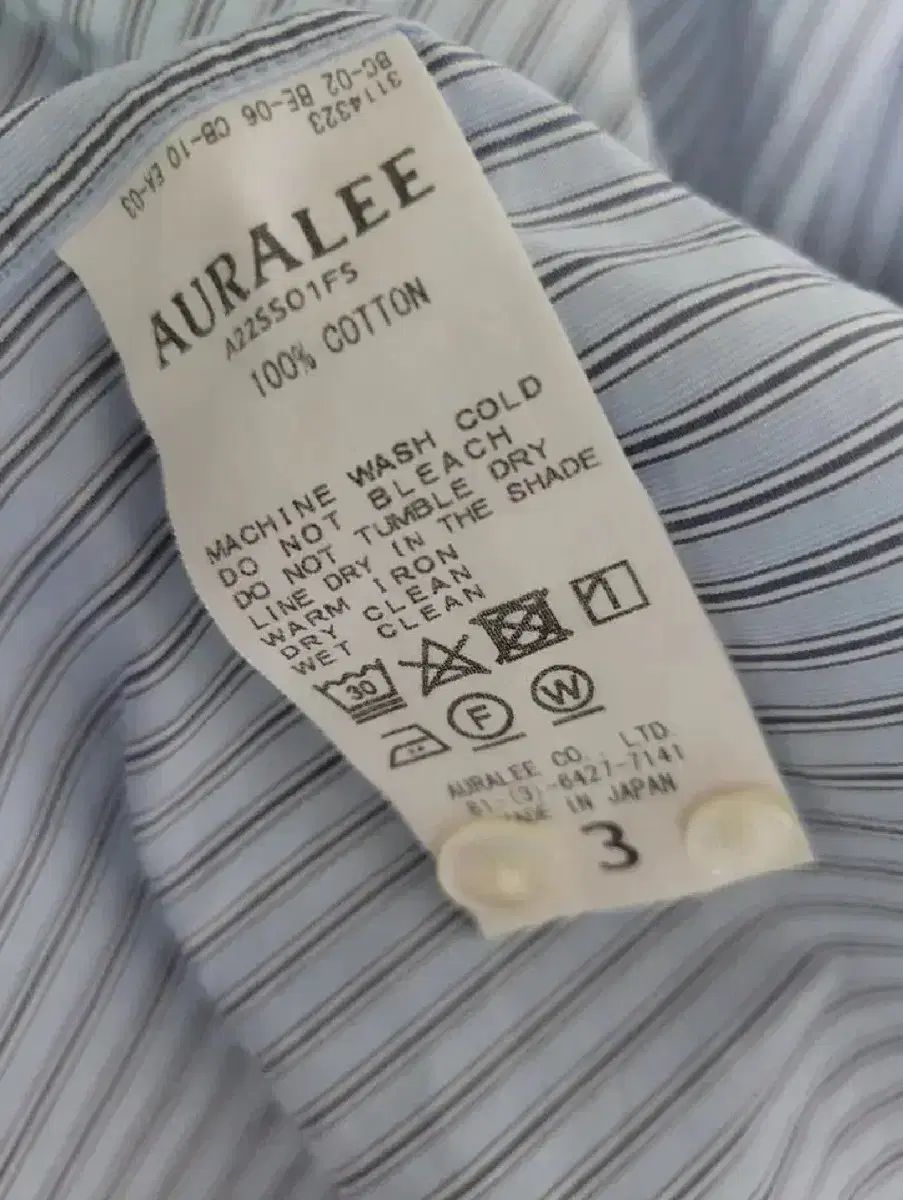 3114323
BC-02 BE-06 CB-10 EA-03
AURALEE
A22SS01FS
100% COTTON
MACHINE WASH COLD
DO NOT BLEACH
DO NOT TUMBLE DRY
LINE DRY IN THE SHADE
WARM IRON
DRY CLEAN
WET CLEAN
30
F W
AURALEE CO., LTD.
81-(3)-6427-7141
IN JAPAN
3